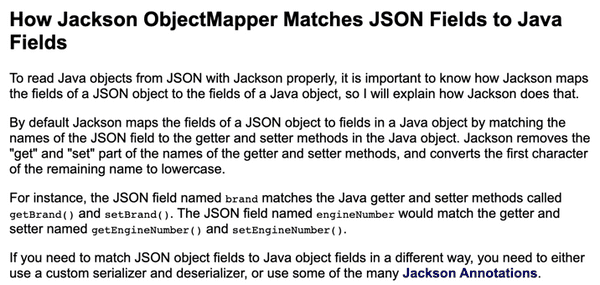 How Jackson ObjectMapper Matches JSON Fields to Java
Fields
To read Java objects from JSON with Jackson properly, it is important to know how Jackson maps
the fields of a JSON object to the fields of a Java object, so I will explain how Jackson does that.
By default Jackson maps the fields of a JSON object to fields in a Java object by matching the
names of the JSON field to the getter and setter methods in the Java object. Jackson removes the
"get" and "set" part of the names of the getter and setter methods, and converts the first character
of the remaining name to lowercase.
For instance, the JSON field named brand matches the Java getter and setter methods called
getBrand() and setBrand(). The JSON field named engineNumber would match the getter and
setter named getEngineNumber() and setEngineNumber().
If you need to match JSON object fields to Java object fields in a different way, you need to either
use a custom serializer and deserializer, or use some of the many Jackson Annotations.